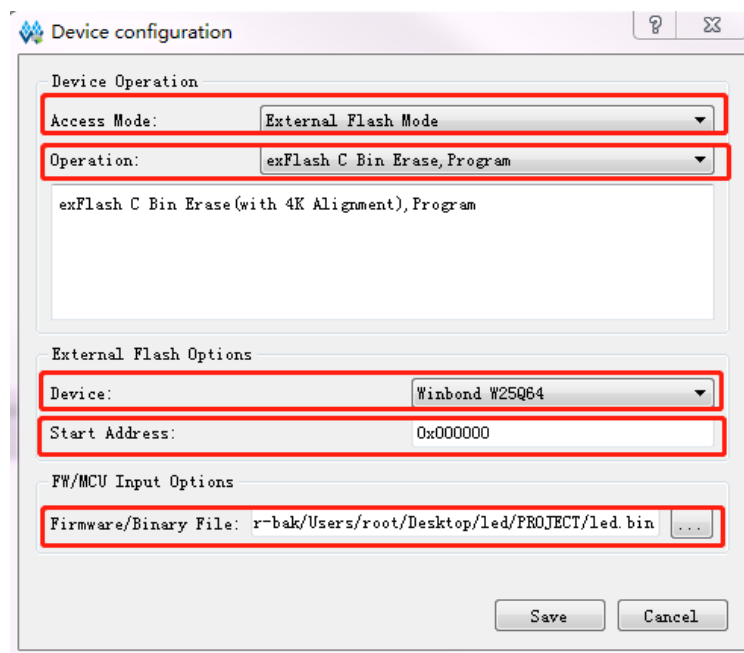 Device configuration
Device Operation
Access Mode: External Flash Mode
Operation: exFlash C Bin Erase,Program
exFlash C Bin Erase(with 4K Alignment),Program
External Flash Options
Device: Winbond W25Q64
Start Address: 0x000000
FW/MCU Input Options
Firmware/Binary File: r-bak/Users/root/Desktop/led/PROJECT/led.bin ...
Save Cancel